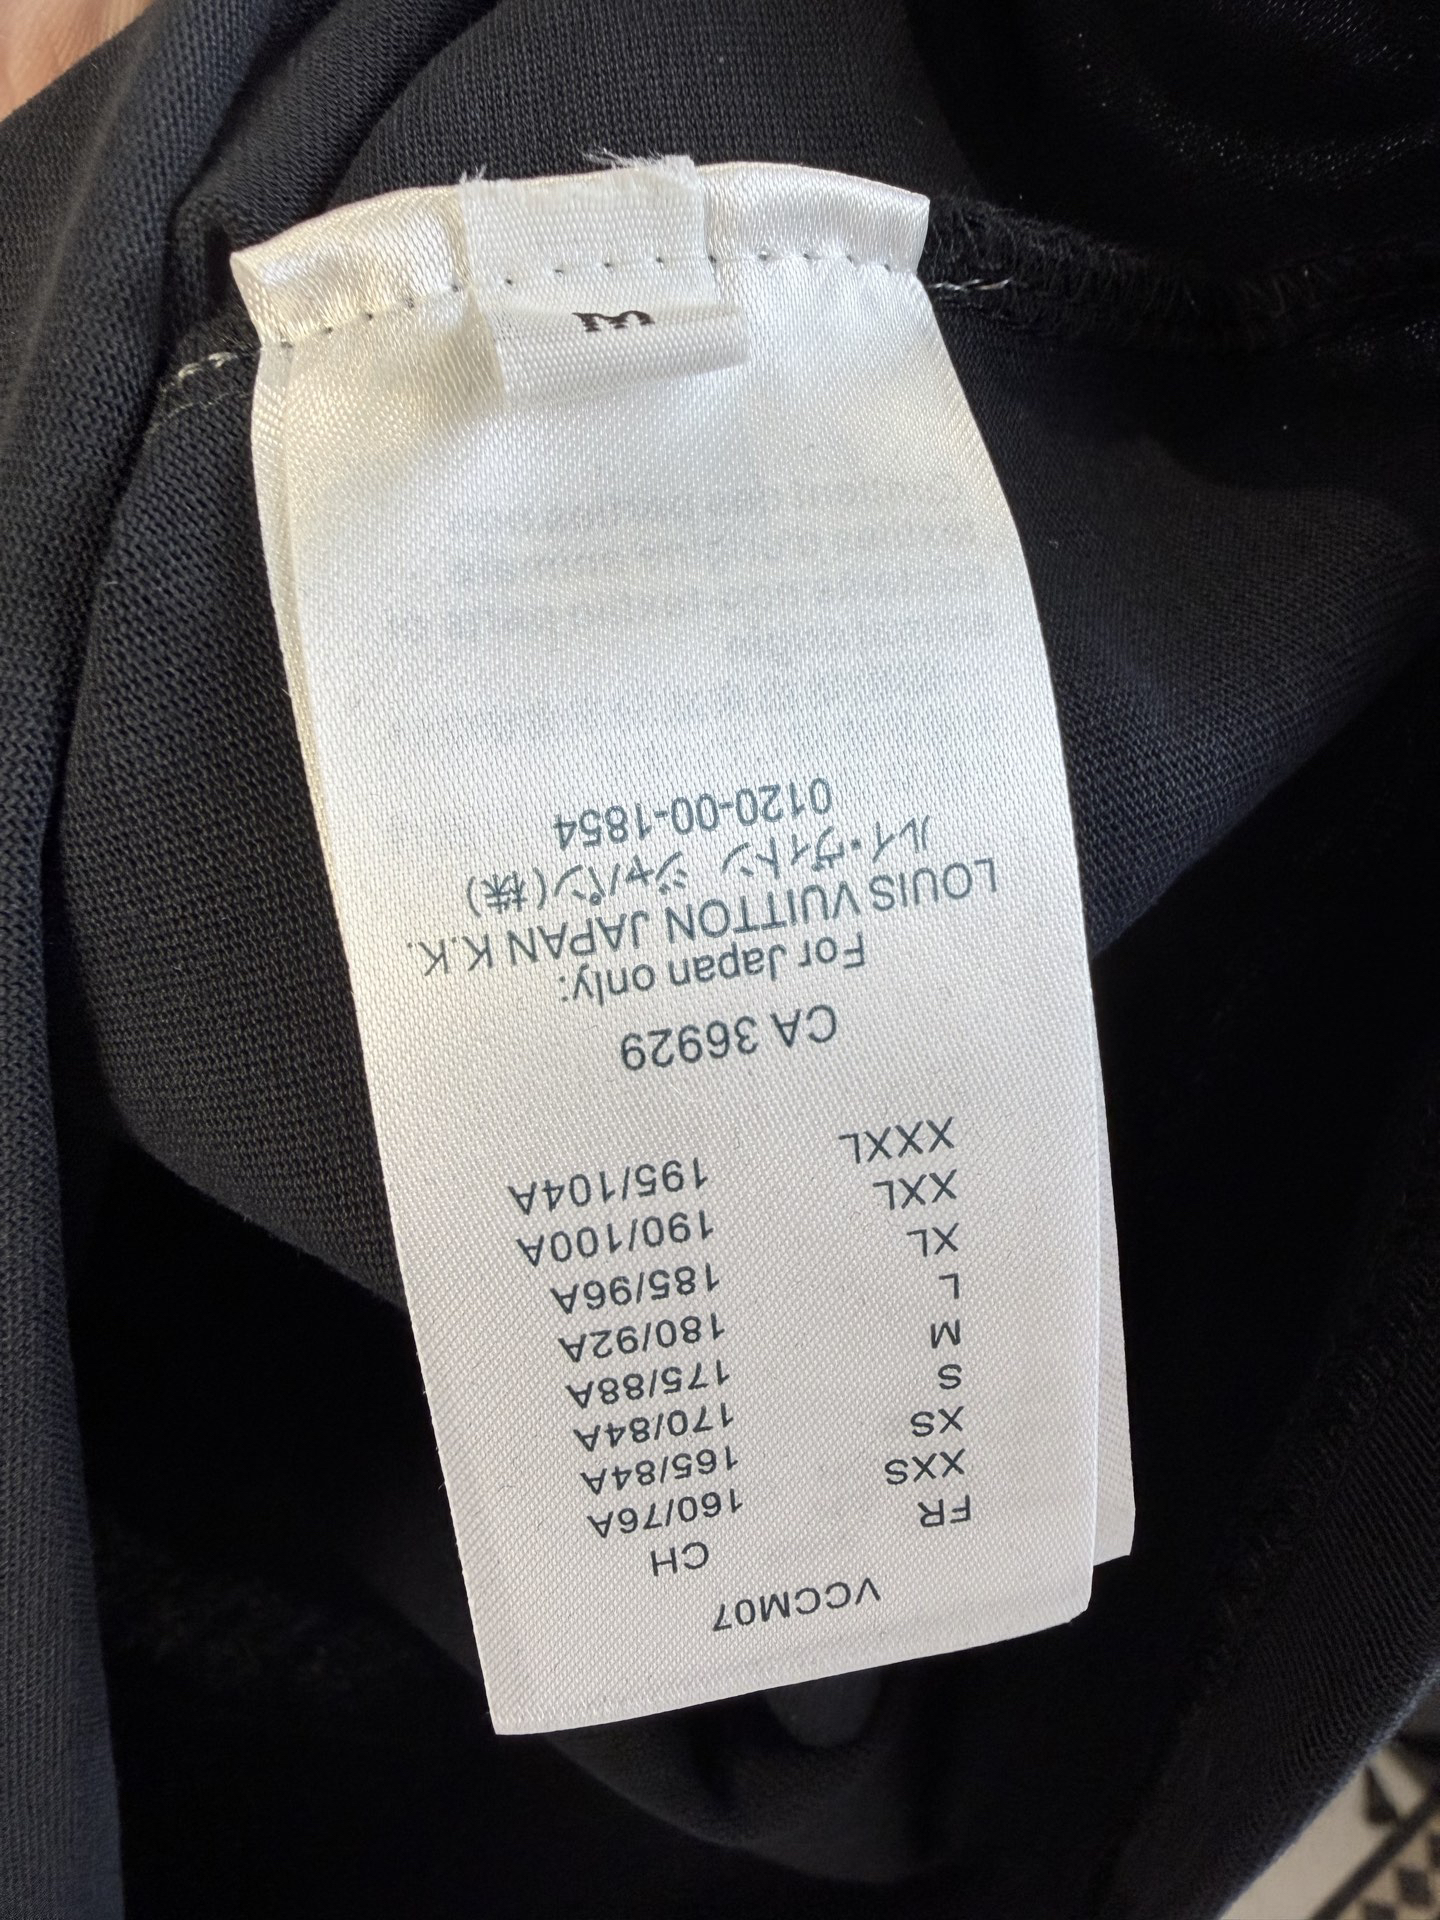 VCCM07
FR CH
XXS 160/76A
XS 165/84A
S 170/84A
M 175/88A
L 180/92A
XL 185/96A
XXL 190/100A
XXXL 195/104A
CA 36929
For Japan only:
LOUIS VUITTON JAPAN K.K.
ルイ・ヴィトン ジャパン(株)
0120-00-1854